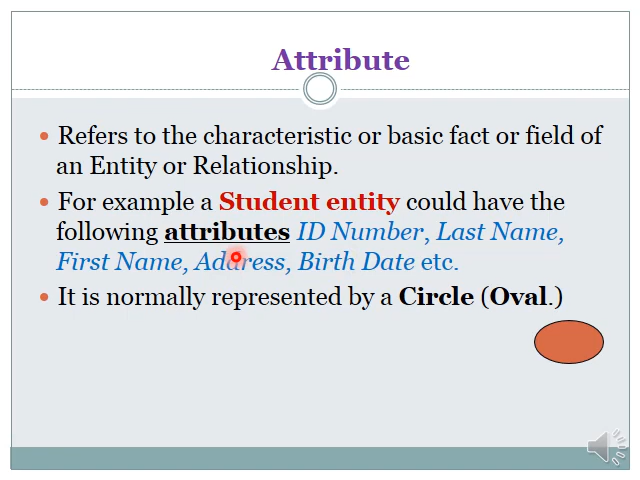 Attribute
• Refers to the characteristic or basic fact or field of
an Entity or Relationship.
• For example a Student entity could have the
following attributes ID Number, Last Name,
First Name, Address, Birth Date etc.
• It is normally represented by a Circle (Oval.)